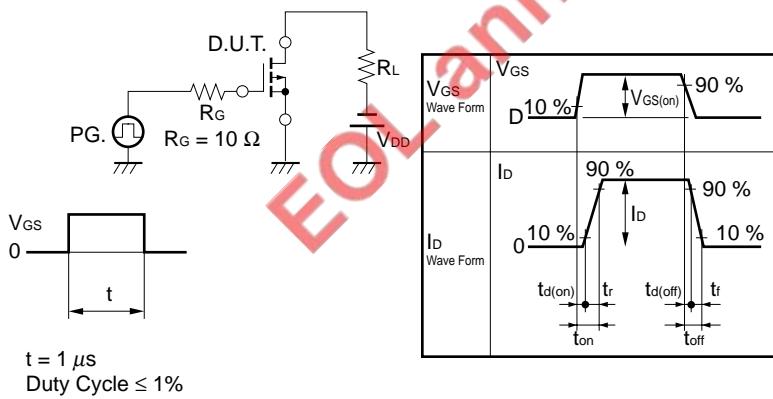 D.U.T.
RL
RG
PG.
RG = 10 Ω
VDD
VGS
0
t
t = 1 μs
Duty Cycle ≤ 1%
VGS
Wave Form
VGS
10 %
D
VGS(on)
90 %
ID
Wave Form
ID
90 %
90 %
ID
0
10 %
10 %
td(on)
tr
td(off)
tf
ton
toff
EOL